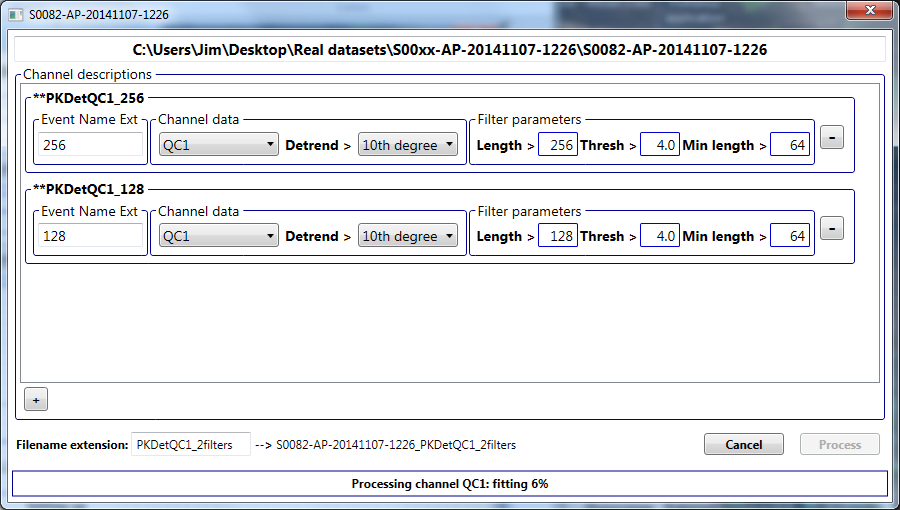 S0082-AP-20141107-1226
C:\Users\Jim\Desktop\Real datasets\S00xx-AP-20141107-1226\S0082-AP-20141107-1226
Channel descriptions
**PKDetQC1_256
Event Name Ext Channel data Filter parameters
256 QC1 Detrend > 10th degree Length > 256 Thresh > 4.0 Min length > 64 -
**PKDetQC1_128
Event Name Ext Channel data Filter parameters
128 QC1 Detrend > 10th degree Length > 128 Thresh > 4.0 Min length > 64 -
+
Filename extension: PKDetQC1_2filters --> S0082-AP-20141107-1226_PKDetQC1_2filters Cancel Process
Processing channel QC1: fitting 6%